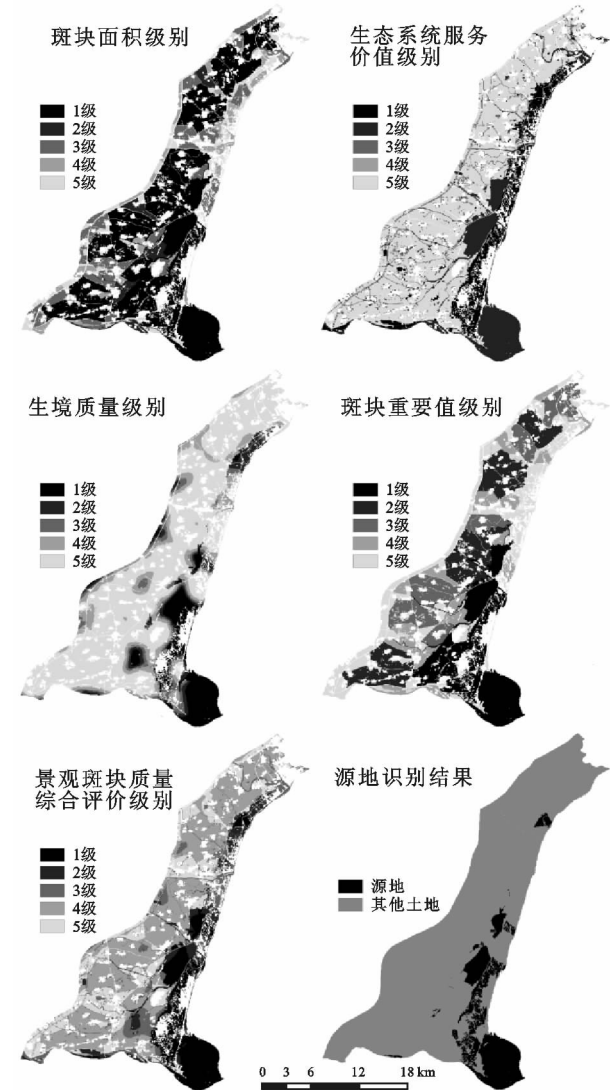 斑块面积级别
1级
2级
3级
4级
5级
生态系统服务
价值级别
1级
2级
3级
4级
5级
生境质量级别
1级
2级
3级
4级
5级
斑块重要值级别
1级
2级
3级
4级
5级
景观斑块质量
综合评价级别
1级
2级
3级
4级
5级
源地识别结果
源地
其他土地
0 3 6 12 18 km